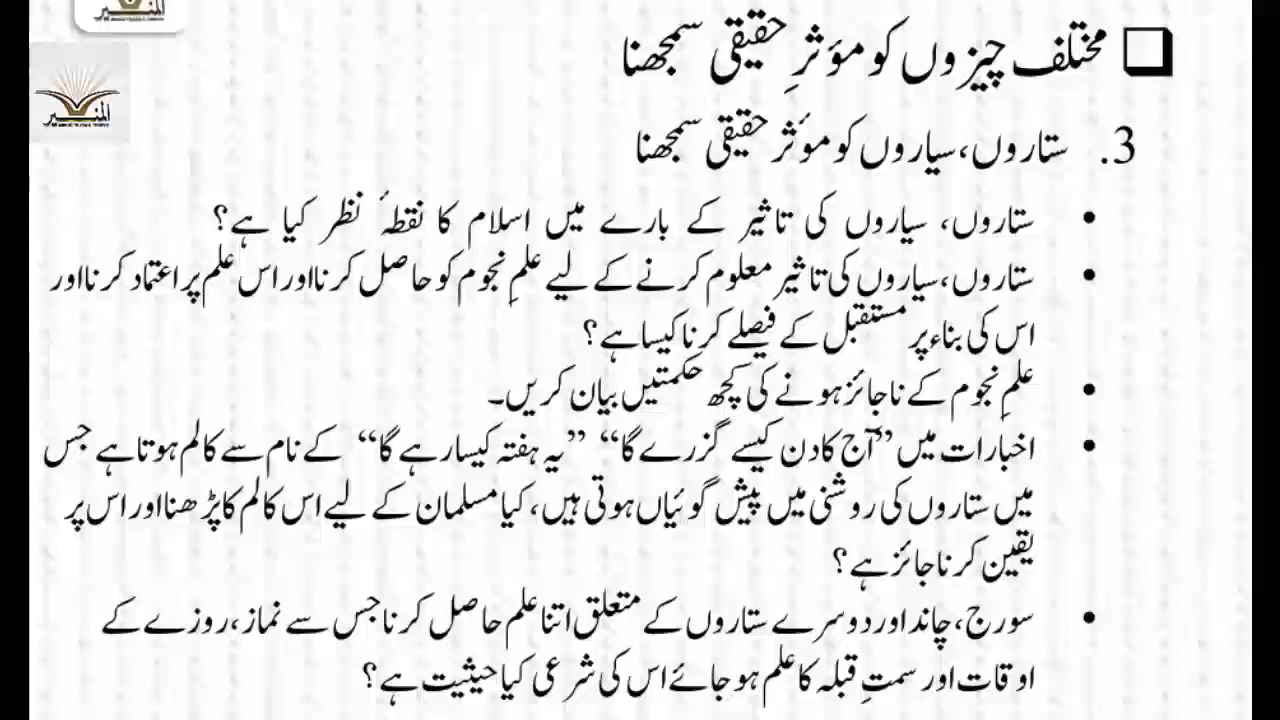 المنیر
❑ مختلف چیزوں کو مؤثرِ حقیقی سمجھنا
المنیر
3. ستاروں، سیاروں کو مؤثر حقیقی سمجھنا
• ستاروں، سیاروں کی تاثیر کے بارے میں اسلام کا نقطۂ نظر کیا ہے؟
• ستاروں، سیاروں کی تاثیر معلوم کرنے کے لیے علمِ نجوم کو حاصل کرنا اور اس علم پر اعتماد کرنا اور
اس کی بناء پر مستقبل کے فیصلے کرنا کیسا ہے؟
• علمِ نجوم کے ناجائز ہونے کی کچھ حکمتیں بیان کریں۔
• اخبارات میں ”آج کا دن کیسے گزرے گا“ ”یہ ہفتہ کیسا رہے گا“ کے نام سے کالم ہوتا ہے جس
میں ستاروں کی روشنی میں پیش گوئیاں ہوتی ہیں، کیا مسلمان کے لیے اس کالم کا پڑھنا اور اس پر
یقین کرنا جائز ہے؟
• سورج، چاند اور دوسرے ستاروں کے متعلق اتنا علم حاصل کرنا جس سے نماز، روزے کے
اوقات اور سمتِ قبلہ کا علم ہو جائے اس کی شرعی کیا حیثیت ہے؟